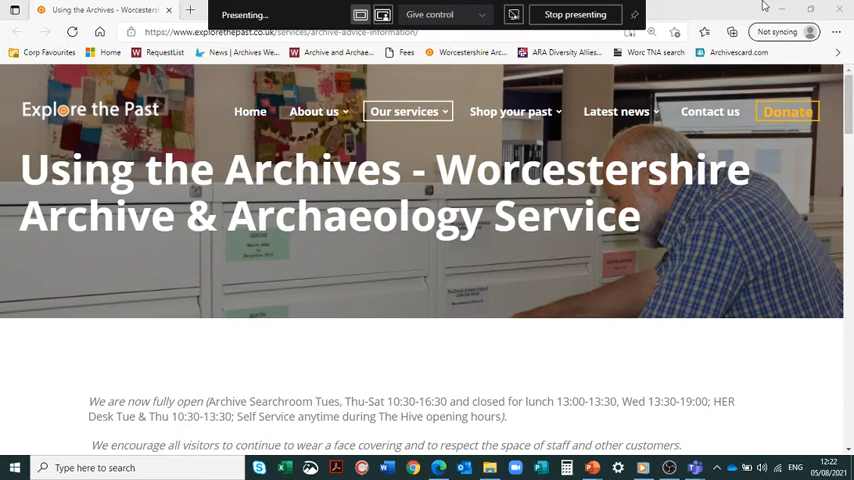 Using the Archives - Worcestersh
Presenting...
Give control
Stop presenting
https://www.explorethepast.co.uk/services/archive-advice-information/
Not syncing
Corp Favourites
Home
RequestList
News | Archives We...
Archive and Archae...
Fees
Worcestershire Arc...
ARA Diversity Allies...
Worc TNA search
Archivescard.com
Explore the Past
Home
About us
Our services
Shop your past
Latest news
Contact us
Donate
Using the Archives - Worcestershire
Archive & Archaeology Service
We are now fully open (Archive Searchroom Tues, Thu-Sat 10:30-16:30 and closed for lunch 13:00-13:30, Wed 13:30-19:00; HER
Desk Tue & Thu 10:30-13:30; Self Service anytime during The Hive opening hours).
We encourage all visitors to continue to wear a face covering and to respect the space of staff and other customers.
Type here to search
ENG
12:22
05/08/2021